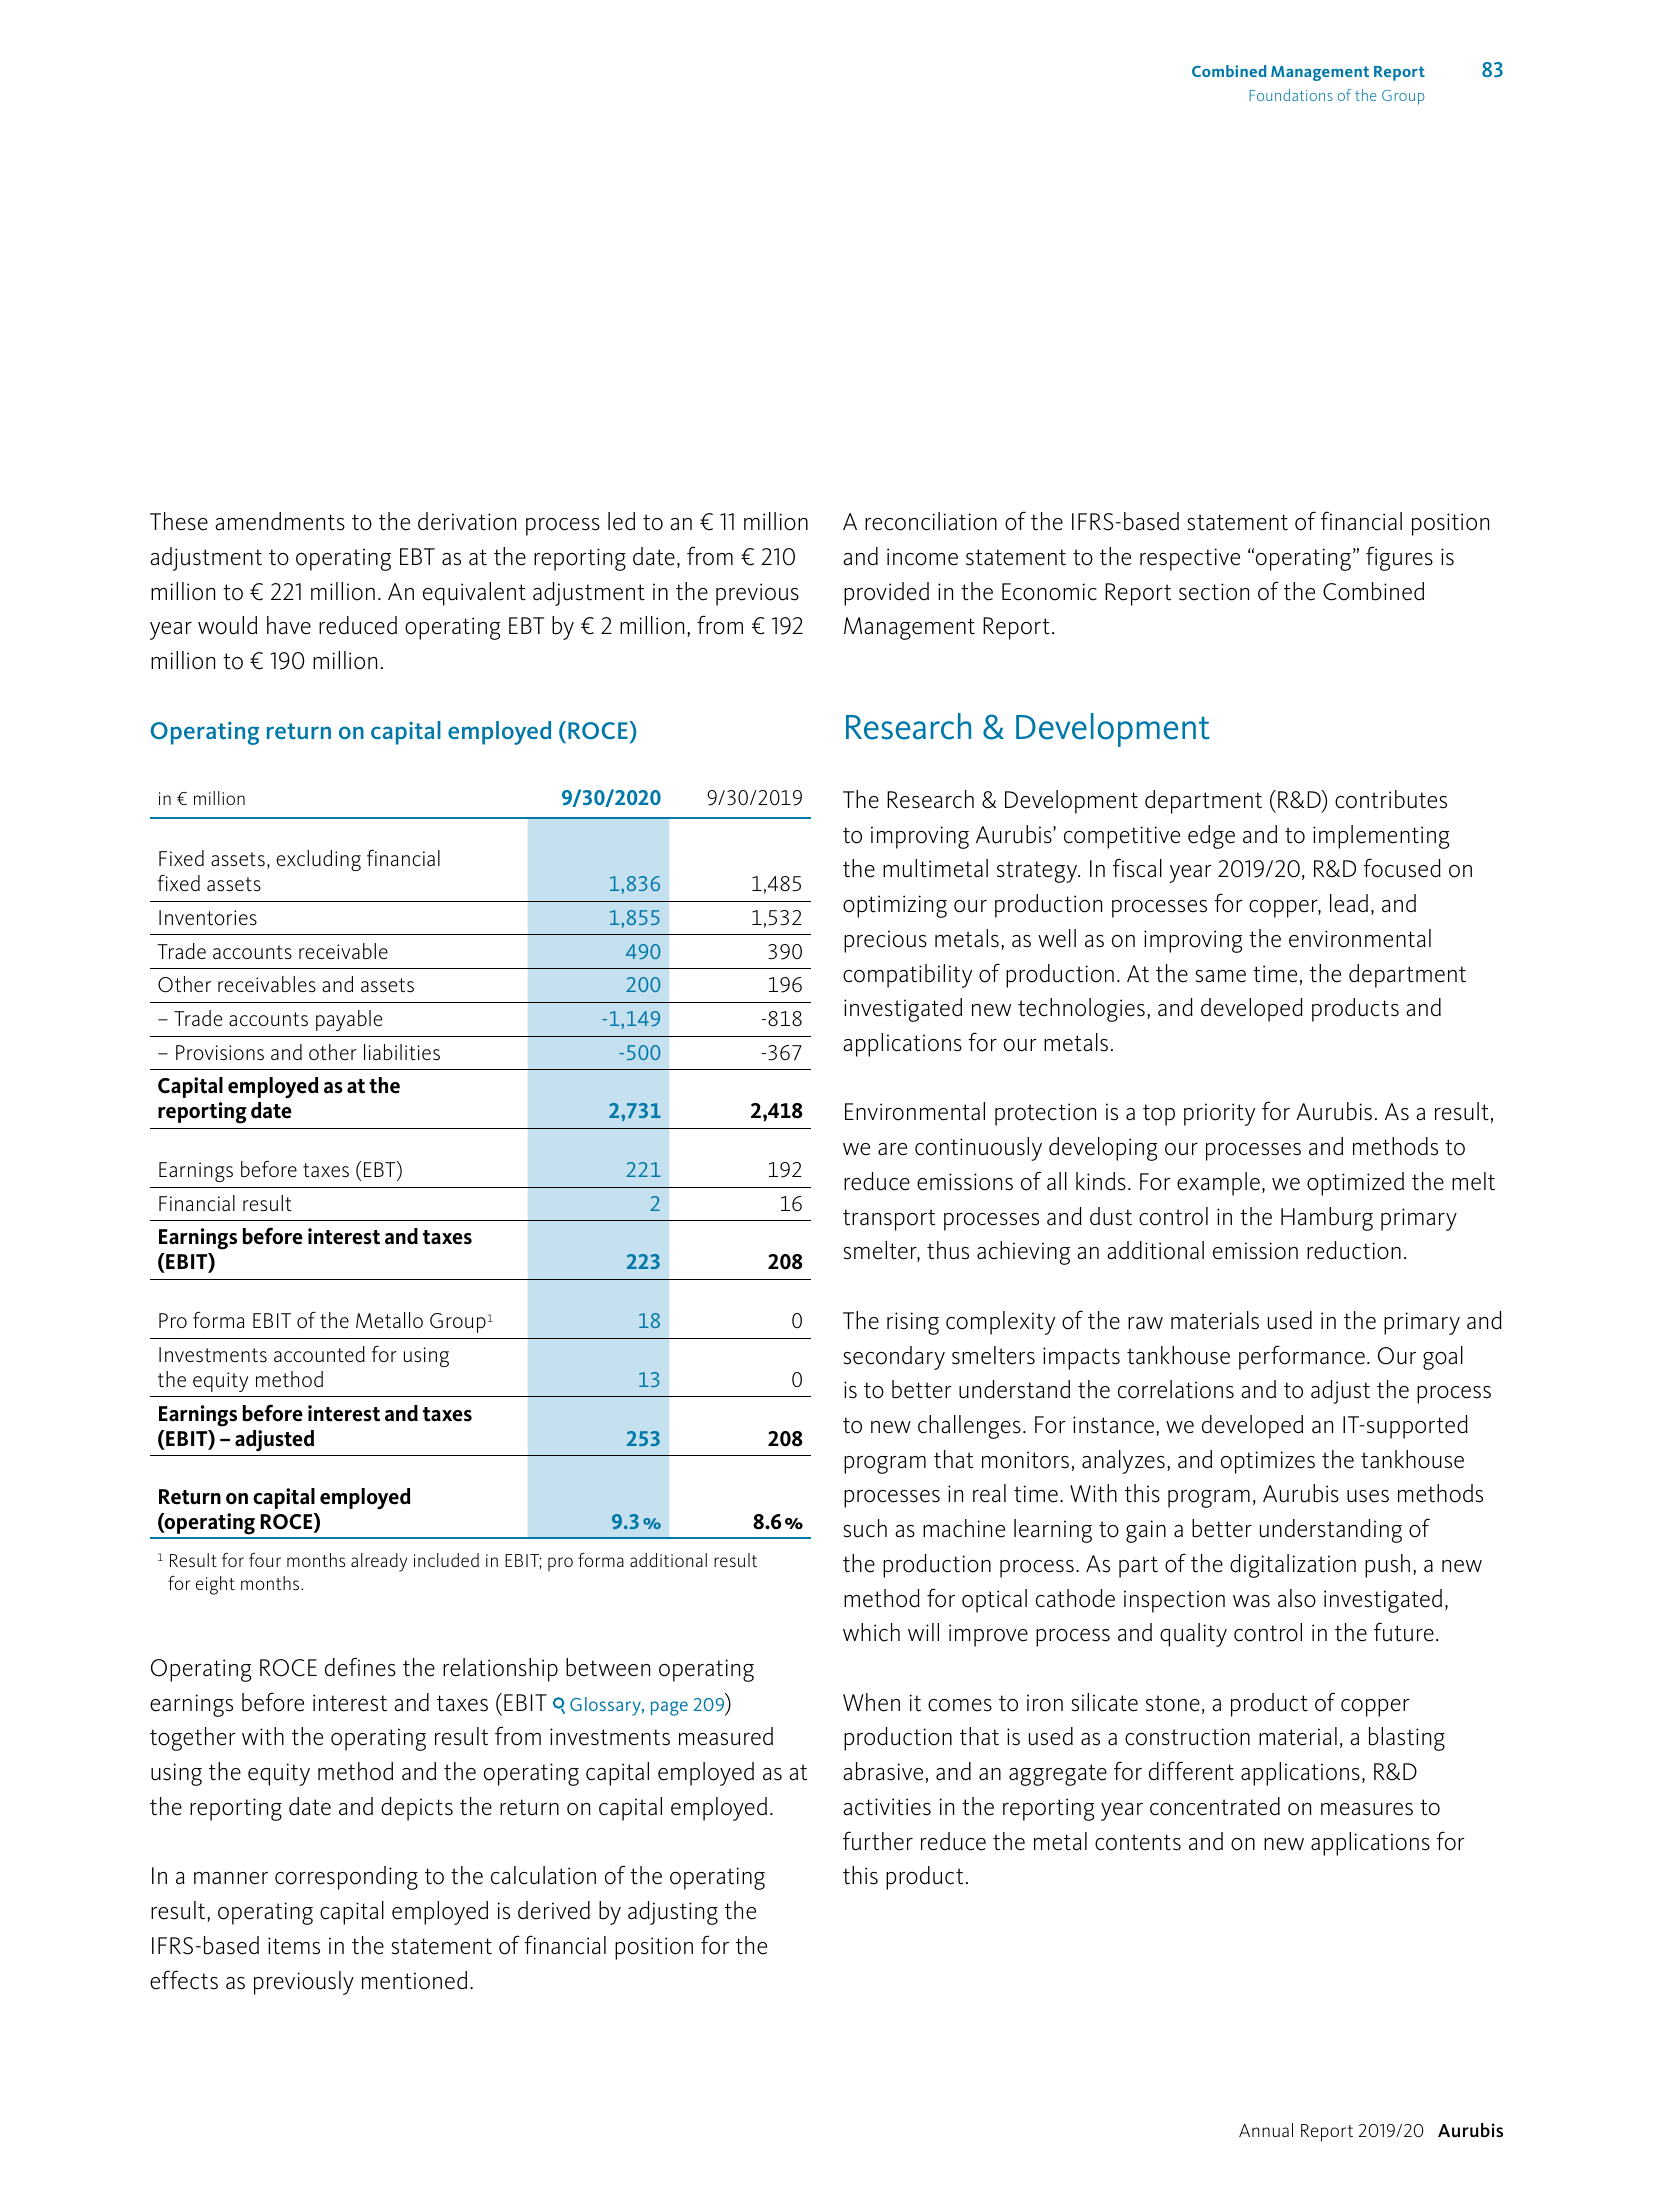 Combined Management Report 83
Foundations of the Group
These amendments to the derivation process led to an € 11 million
adjustment to operating EBT as at the reporting date, from € 210
million to € 221 million. An equivalent adjustment in the previous
year would have reduced operating EBT by € 2 million, from € 192
million to € 190 million.
Operating return on capital employed (ROCE)
in € million 9/30/2020 9/30/2019
Fixed assets, excluding financial
fixed assets 1,836 1,485
Inventories 1,855 1,532
Trade accounts receivable 490 390
Other receivables and assets 200 196
– Trade accounts payable -1,149 -818
– Provisions and other liabilities -500 -367
Capital employed as at the
reporting date 2,731 2,418
Earnings before taxes (EBT) 221 192
Financial result 2 16
Earnings before interest and taxes
(EBIT) 223 208
Pro forma EBIT of the Metallo Group¹ 18 0
Investments accounted for using
the equity method 13 0
Earnings before interest and taxes
(EBIT) – adjusted 253 208
Return on capital employed
(operating ROCE) 9.3 % 8.6 %
¹ Result for four months already included in EBIT; pro forma additional result
for eight months.
Operating ROCE defines the relationship between operating
earnings before interest and taxes (EBIT Glossary, page 209)
together with the operating result from investments measured
using the equity method and the operating capital employed as at
the reporting date and depicts the return on capital employed.
In a manner corresponding to the calculation of the operating
result, operating capital employed is derived by adjusting the
IFRS-based items in the statement of financial position for the
effects as previously mentioned.
A reconciliation of the IFRS-based statement of financial position
and income statement to the respective “operating” figures is
provided in the Economic Report section of the Combined
Management Report.
Research & Development
The Research & Development department (R&D) contributes
to improving Aurubis’ competitive edge and to implementing
the multimetal strategy. In fiscal year 2019/20, R&D focused on
optimizing our production processes for copper, lead, and
precious metals, as well as on improving the environmental
compatibility of production. At the same time, the department
investigated new technologies, and developed products and
applications for our metals.
Environmental protection is a top priority for Aurubis. As a result,
we are continuously developing our processes and methods to
reduce emissions of all kinds. For example, we optimized the melt
transport processes and dust control in the Hamburg primary
smelter, thus achieving an additional emission reduction.
The rising complexity of the raw materials used in the primary and
secondary smelters impacts tankhouse performance. Our goal
is to better understand the correlations and to adjust the process
to new challenges. For instance, we developed an IT-supported
program that monitors, analyzes, and optimizes the tankhouse
processes in real time. With this program, Aurubis uses methods
such as machine learning to gain a better understanding of
the production process. As part of the digitalization push, a new
method for optical cathode inspection was also investigated,
which will improve process and quality control in the future.
When it comes to iron silicate stone, a product of copper
production that is used as a construction material, a blasting
abrasive, and an aggregate for different applications, R&D
activities in the reporting year concentrated on measures to
further reduce the metal contents and on new applications for
this product.
Annual Report 2019/20 Aurubis